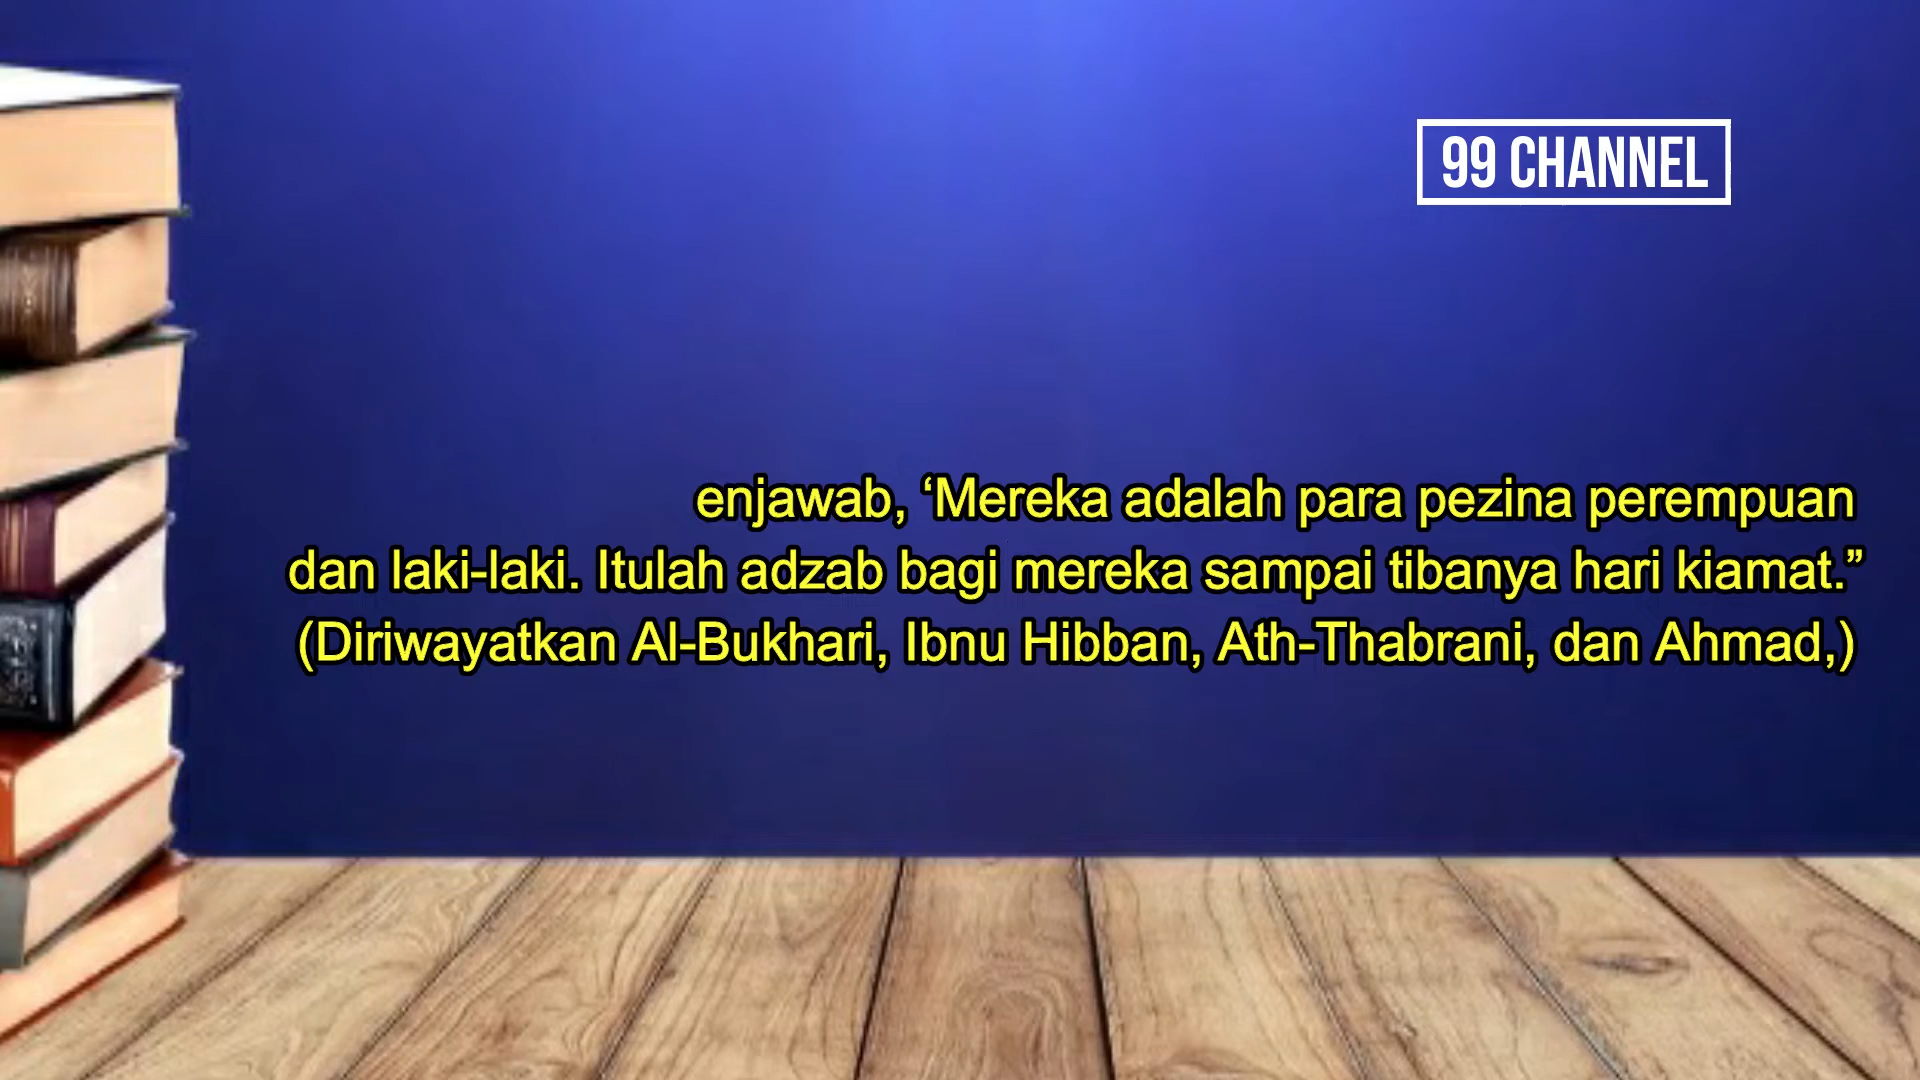 99 CHANNEL
enjawab, ‘Mereka adalah para pezina perempuan
dan laki-laki. Itulah adzab bagi mereka sampai tibanya hari kiamat.”
(Diriwayatkan Al-Bukhari, Ibnu Hibban, Ath-Thabrani, dan Ahmad,)